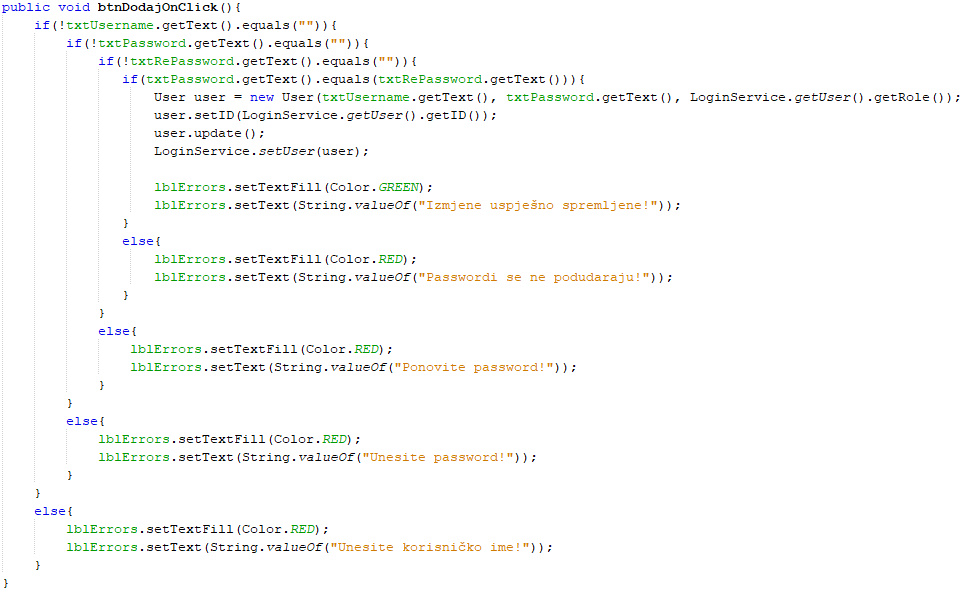 public void btnDodajOnClick(){
if(!txtUsername.getText().equals("")){
if(!txtPassword.getText().equals("")){
if(!txtRePassword.getText().equals("")){
if(txtPassword.getText().equals(txtRePassword.getText())){
User user = new User(txtUsername.getText(), txtPassword.getText(), LoginService.getUser().getRole());
user.setID(LoginService.getUser().getID());
user.update();
LoginService.setUser(user);
lblErrors.setTextFill(Color.GREEN);
lblErrors.setText(String.valueOf("Izmjene uspješno spremljene!"));
}
else{
lblErrors.setTextFill(Color.RED);
lblErrors.setText(String.valueOf("Passwordi se ne podudaraju!"));
}
}
else{
lblErrors.setTextFill(Color.RED);
lblErrors.setText(String.valueOf("Ponovite password!"));
}
}
else{
lblErrors.setTextFill(Color.RED);
lblErrors.setText(String.valueOf("Unesite password!"));
}
}
else{
lblErrors.setTextFill(Color.RED);
lblErrors.setText(String.valueOf("Unesite korisničko ime!"));
}
}